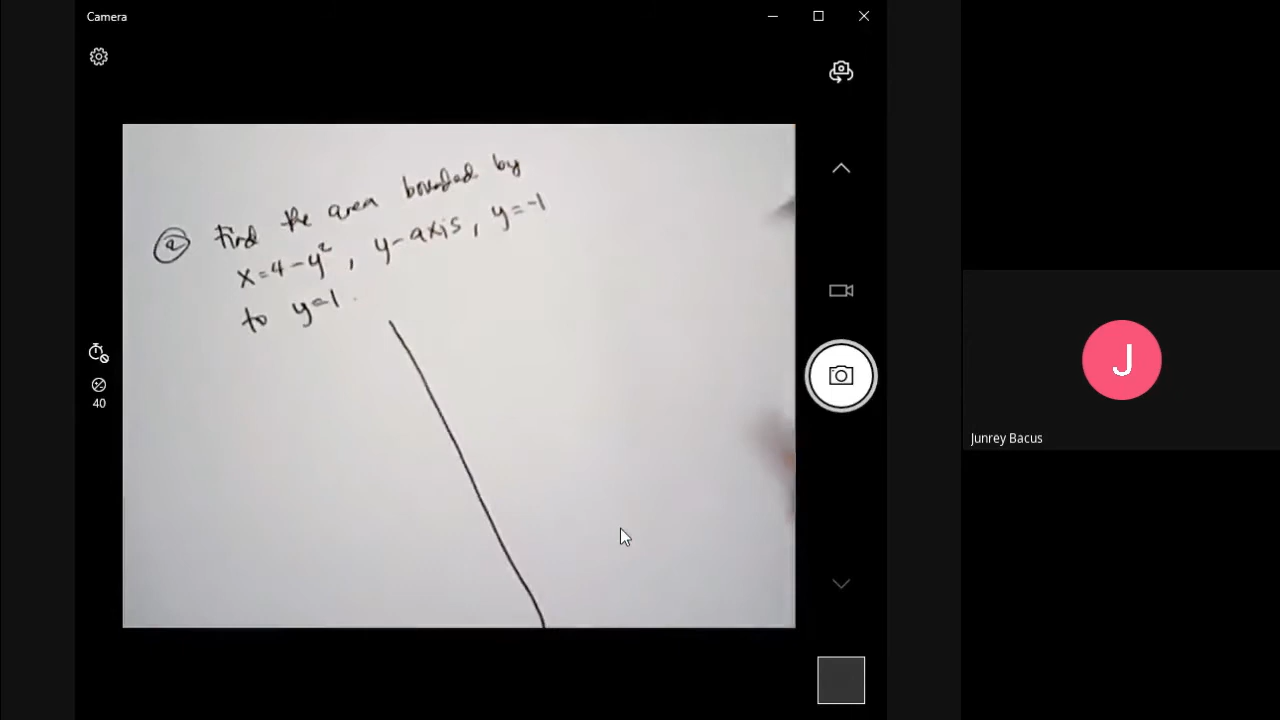 Camera
② Find the area bounded by
x=4-y², y-axis, y=-1
to y=1.
40
J
Junrey Bacus